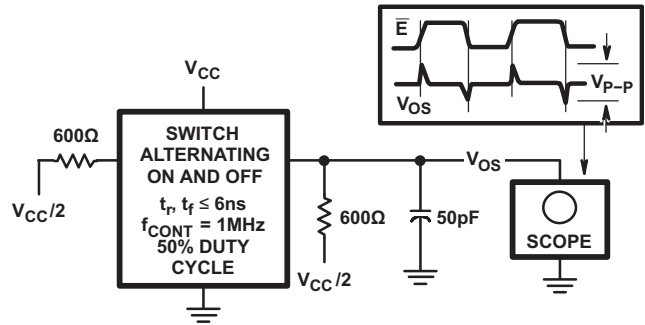 E̅
V_OS
V_P–P
V_CC
600Ω
V_CC/2
SWITCH
ALTERNATING
ON AND OFF
t_r, t_f ≤ 6ns
f_CONT = 1MHz
50% DUTY
CYCLE
600Ω
V_CC/2
50pF
V_OS
SCOPE